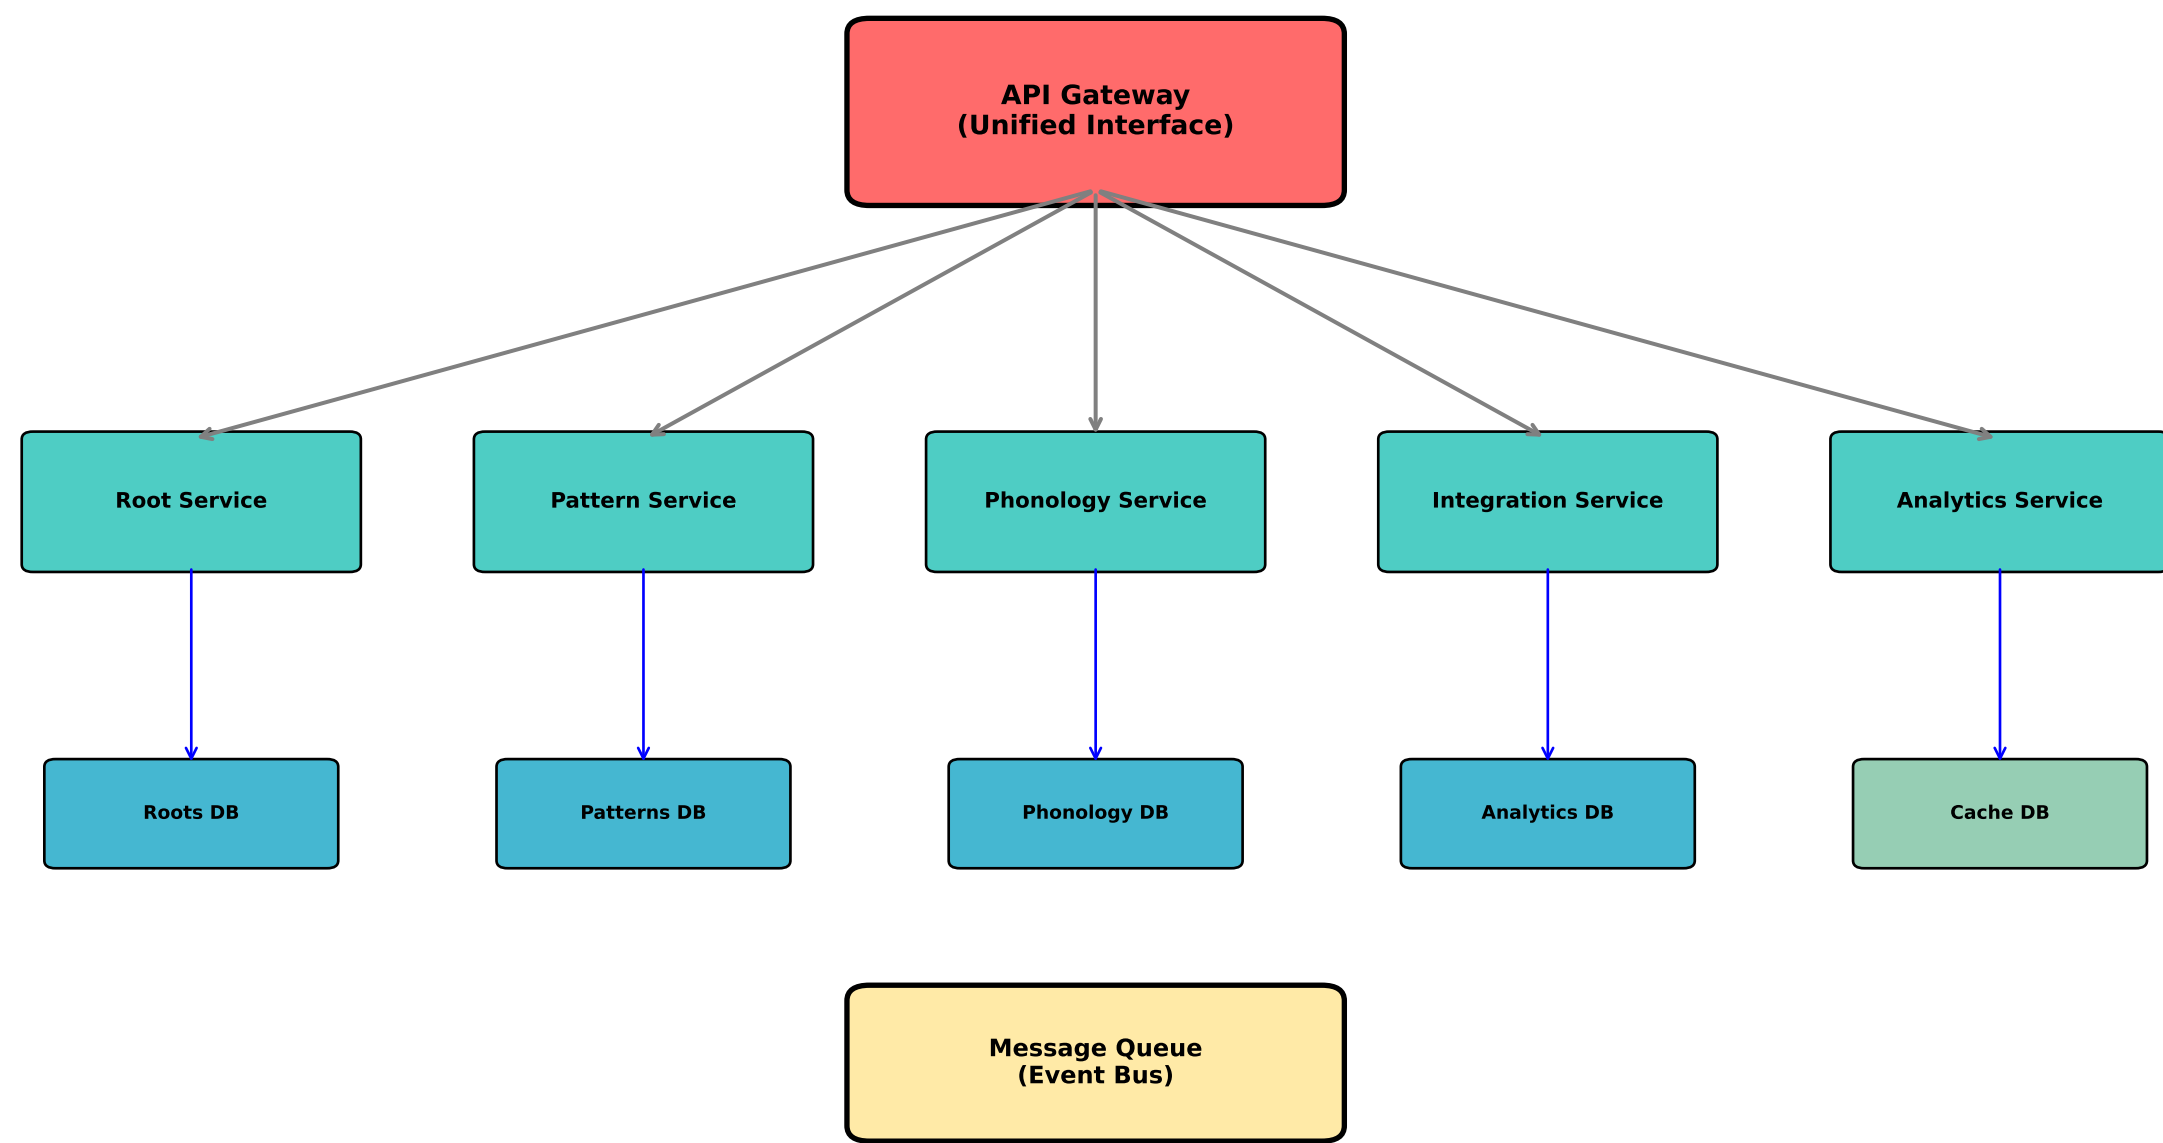 API Gateway
(Unified Interface)
Root Service
Pattern Service
Phonology Service
Integration Service
Analytics Service
Roots DB
Patterns DB
Phonology DB
Analytics DB
Cache DB
Message Queue
(Event Bus)